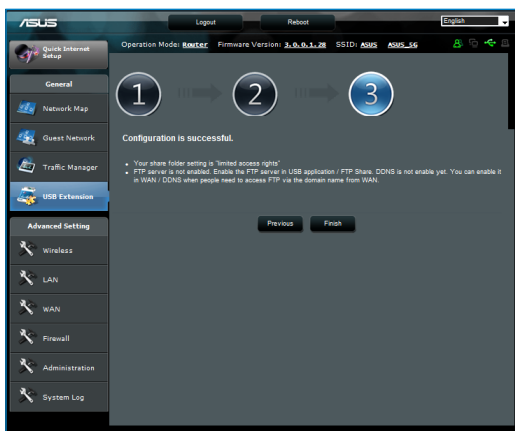 ASUS
Logout
Reboot
English
Quick Internet
Setup
Operation Mode: Router Firmware Version: 3.0.0.1.28 SSID: ASUS ASUS_5G
General
Network Map
Guest Network
Traffic Manager
USB Extension
Advanced Setting
Wireless
LAN
WAN
Firewall
Administration
System Log
1
2
3
Configuration is successful.
Your share folder setting is "limited access rights"
FTP server is not enabled. Enable the FTP server in USB application / FTP Share. DDNS is not enable yet. You can enable it
in WAN / DDNS when people need to access FTP via the domain name from WAN.
Previous
Finish